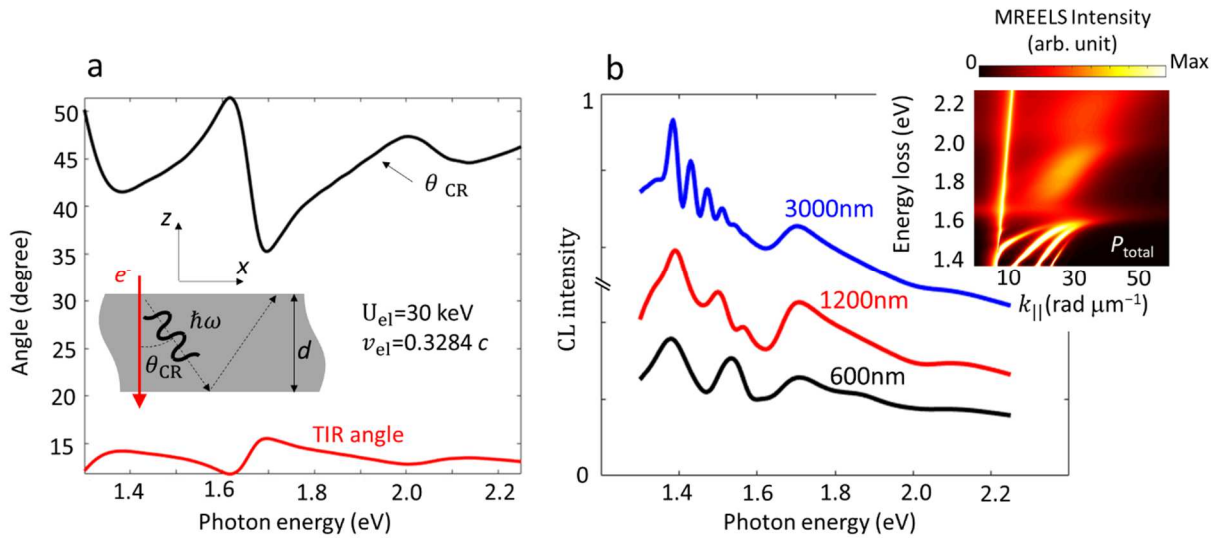 a
Angle (degree)
50
45
40
35
30
25
20
15
θ CR
z
x
e-
ħω
θCR
d
Uel=30 keV
vel=0.3284 c
TIR angle
1.4
1.6
1.8
2.0
2.2
Photon energy (eV)
b
CL intensity
1
0
3000nm
1200nm
600nm
1.4
1.6
1.8
2.0
2.2
Photon energy (eV)
MREELS Intensity
(arb. unit)
0
Max
Energy loss (eV)
2.2
2.0
1.8
1.6
1.4
Ptotal
10
30
50
k||(rad μm−1)